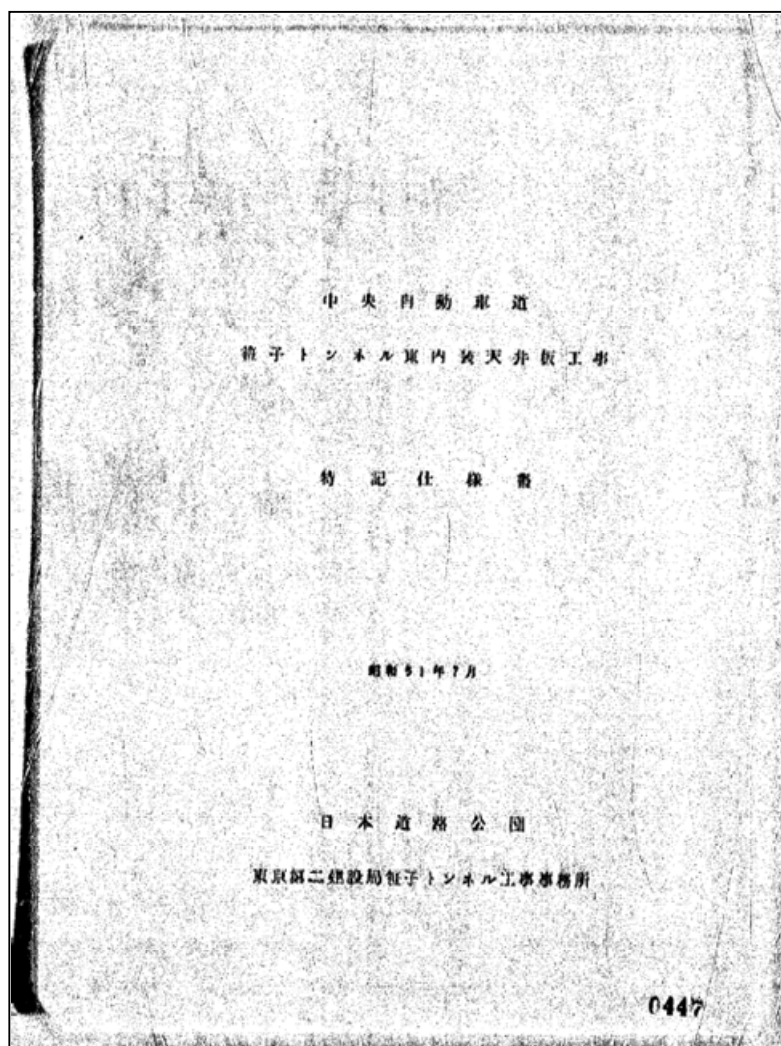 中央自動車道
笹子トンネル東内装天井板工事
特記仕様書
昭和51年7月
日本道路公団
東京第二建設局笹子トンネル工事事務所
0447